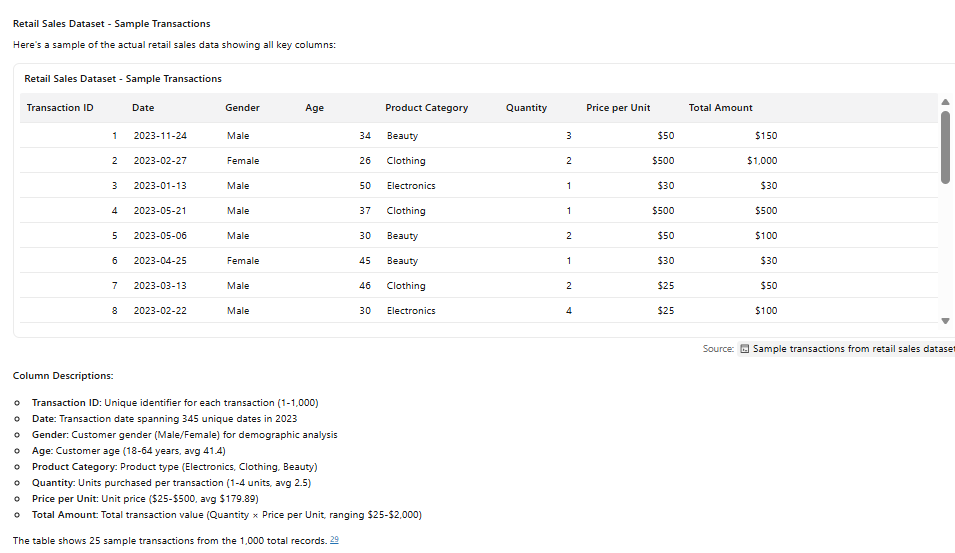 Retail Sales Dataset - Sample Transactions
Here's a sample of the actual retail sales data showing all key columns:
Retail Sales Dataset - Sample Transactions
Transaction ID Date Gender Age Product Category Quantity Price per Unit Total Amount
1 2023-11-24 Male 34 Beauty 3 $50 $150
2 2023-02-27 Female 26 Clothing 2 $500 $1,000
3 2023-01-13 Male 50 Electronics 1 $30 $30
4 2023-05-21 Male 37 Clothing 1 $500 $500
5 2023-05-06 Male 30 Beauty 2 $50 $100
6 2023-04-25 Female 45 Beauty 1 $30 $30
7 2023-03-13 Male 46 Clothing 2 $25 $50
8 2023-02-22 Male 30 Electronics 4 $25 $100
Source: Sample transactions from retail sales dataset
Column Descriptions:
Transaction ID: Unique identifier for each transaction (1-1,000)
Date: Transaction date spanning 345 unique dates in 2023
Gender: Customer gender (Male/Female) for demographic analysis
Age: Customer age (18-64 years, avg 41.4)
Product Category: Product type (Electronics, Clothing, Beauty)
Quantity: Units purchased per transaction (1-4 units, avg 2.5)
Price per Unit: Unit price ($25-$500, avg $179.89)
Total Amount: Total transaction value (Quantity × Price per Unit, ranging $25-$2,000)
The table shows 25 sample transactions from the 1,000 total records. 29